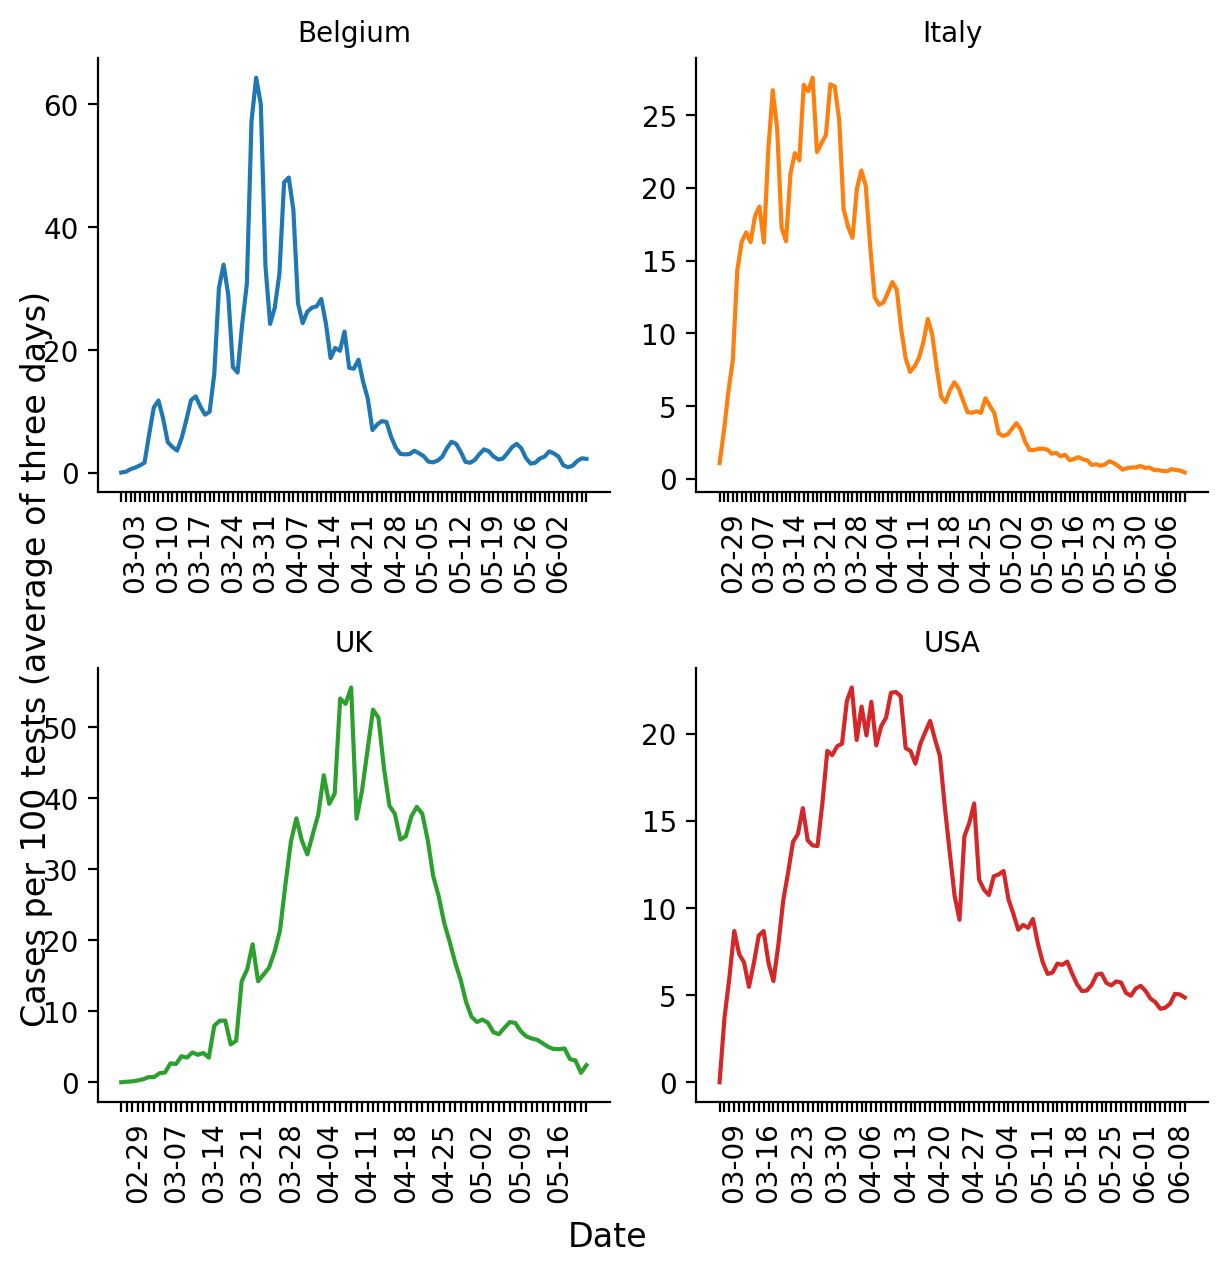 Belgium
Italy
60
40
20
0
25
20
15
10
5
0
03-03 03-10 03-17 03-24 03-31 04-07 04-14 04-21 04-28 05-05 05-12 05-19 05-26 06-02
02-29 03-07 03-14 03-21 03-28 04-04 04-11 04-18 04-25 05-02 05-09 05-16 05-23 05-30 06-06
Cases per 100 tests (average of three days)
UK
USA
50
40
30
20
10
0
20
15
10
5
0
02-29 03-07 03-14 03-21 03-28 04-04 04-11 04-18 04-25 05-02 05-09 05-16
03-09 03-16 03-23 03-30 04-06 04-13 04-20 04-27 05-04 05-11 05-18 05-25 06-01 06-08
Date